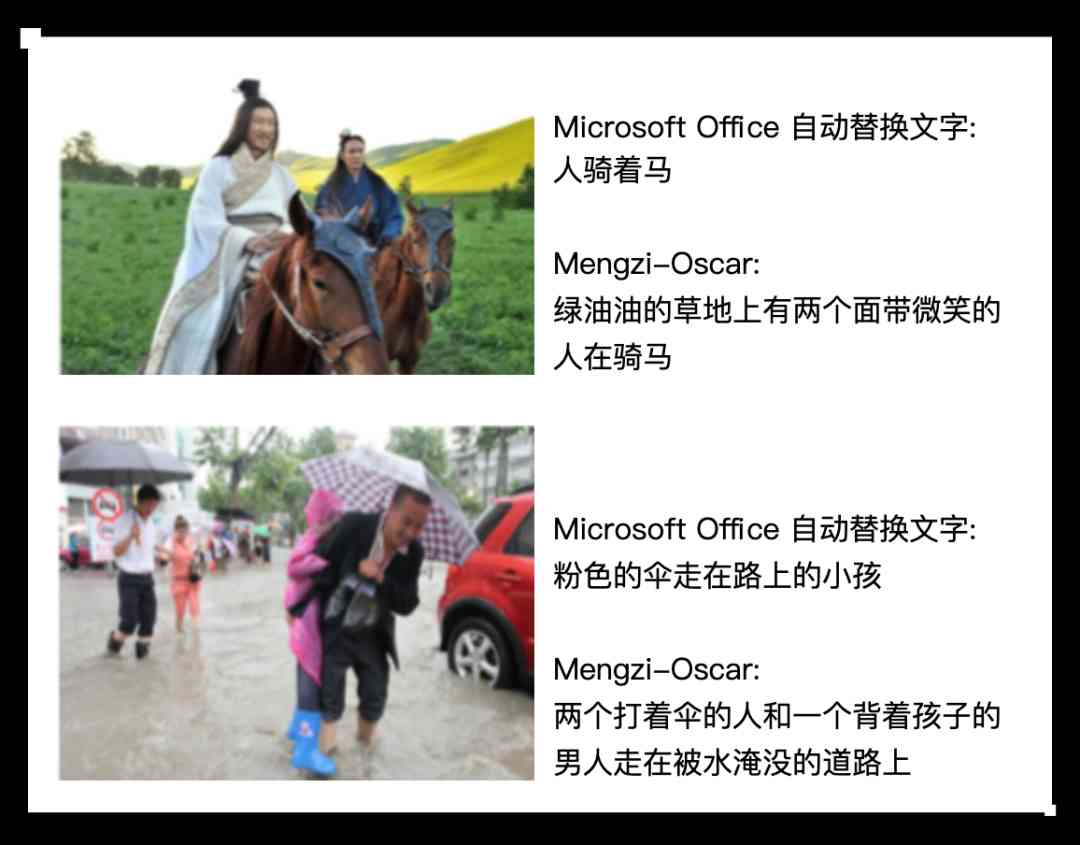 Microsoft Office 自动替换文字:
人骑着马
Mengzi-Oscar:
绿油油的草地上有两个面带微笑的
人在骑马
Microsoft Office 自动替换文字:
粉色的伞走在路上的小孩
Mengzi-Oscar:
两个打着伞的人和一个背着孩子的
男人走在被水淹没的道路上